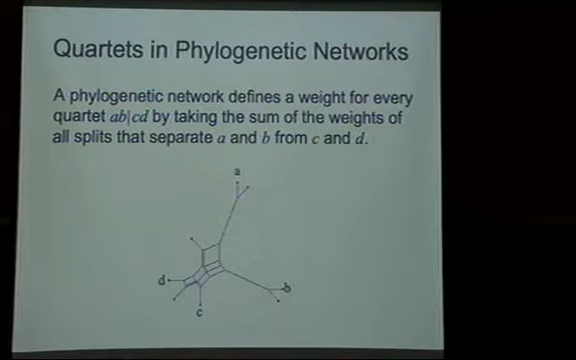 Quartets in Phylogenetic Networks
A phylogenetic network defines a weight for every
quartet ab|cd by taking the sum of the weights of
all splits that separate a and b from c and d.
a
d
b
c